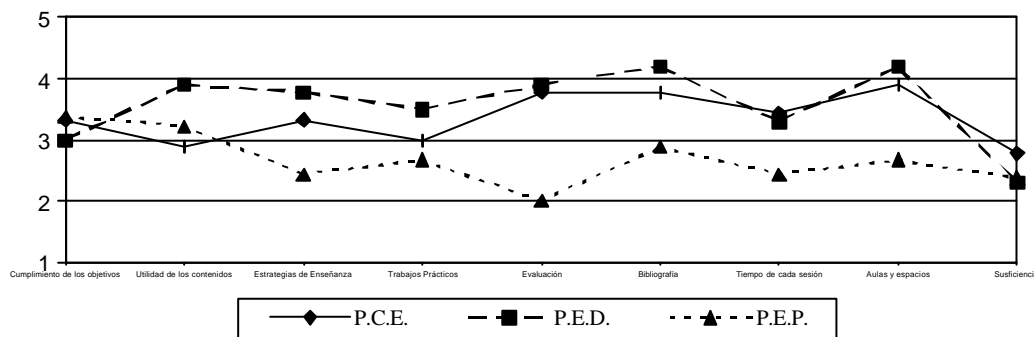 5
4
3
2
1
Cumplimiento de los objetivos Utilidad de los contenidos Estrategias de Enseñanza Trabajos Prácticos Evaluación Bibliografía Tiempo de cada sesión Aulas y espacios Susficienci
P.C.E. P.E.D. P.E.P.